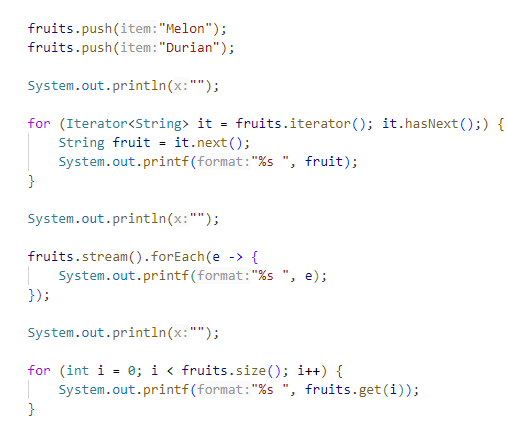 fruits.push(item:"Melon");
fruits.push(item:"Durian");
System.out.println(x:"");
for (Iterator<String> it = fruits.iterator(); it.hasNext();) {
String fruit = it.next();
System.out.printf(format:"%s ", fruit);
}
System.out.println(x:"");
fruits.stream().forEach(e -> {
System.out.printf(format:"%s ", e);
});
System.out.println(x:"");
for (int i = 0; i < fruits.size(); i++) {
System.out.printf(format:"%s ", fruits.get(i));
}